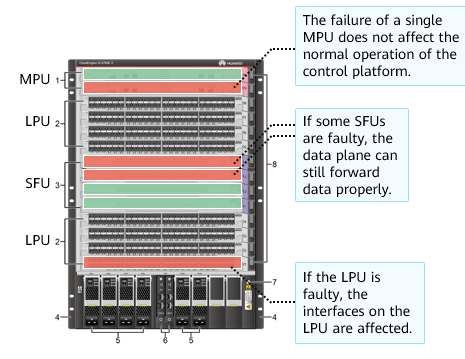 The failure of a single
MPU does not affect the
normal operation of the
control platform.
HUAWEI
MPU 1
LPU 2
If some SFUs
are faulty, the
data plane can
still forward
data properly.
8
SFU 3
LPU 2
If the LPU is
faulty, the
interfaces on the
LPU are affected.
7
4
4
5
6
5